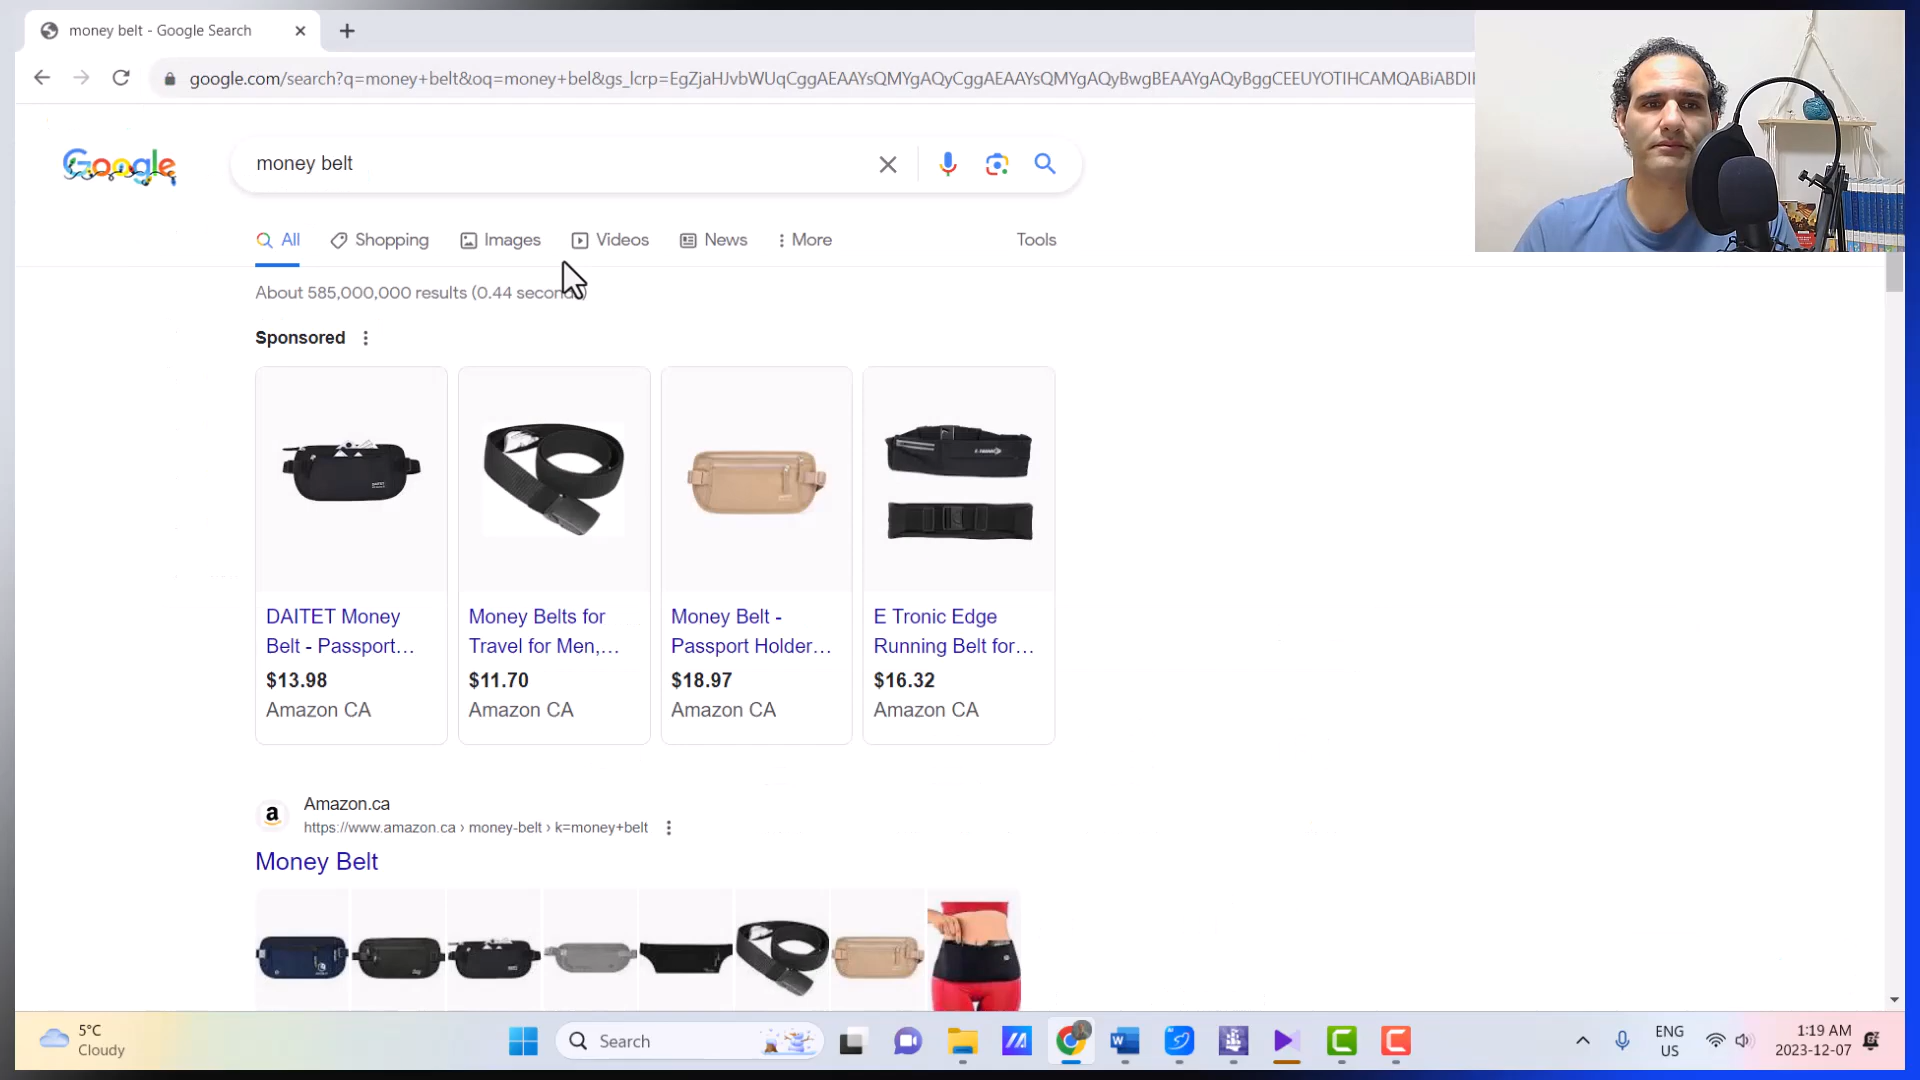 money belt - Google Search
google.com/search?q=money+belt&oq=money+bel&gs_lcrp=EgZjaHJvbWUqCggAEAAYsQMYgAQyCggAEAAYsQMYgAQyBwgBEAAYgAQyBggCEEUYOTIHCAMQABiABDI
Google
money belt
All
Shopping
Images
Videos
News
More
Tools
About 585,000,000 results (0.44
Sponsored
DAITET Money
Belt - Passport...
$13.98
Amazon CA
Money Belts for
Travel for Men,...
$11.70
Amazon CA
Money Belt -
Passport Holder...
$18.97
Amazon CA
E Tronic Edge
Running Belt for...
$16.32
Amazon CA
Amazon.ca
https://www.amazon.ca › money-belt › k=money+belt
Money Belt
5°C
Cloudy
Search
ENG
US
1:19 AM
2023-12-07